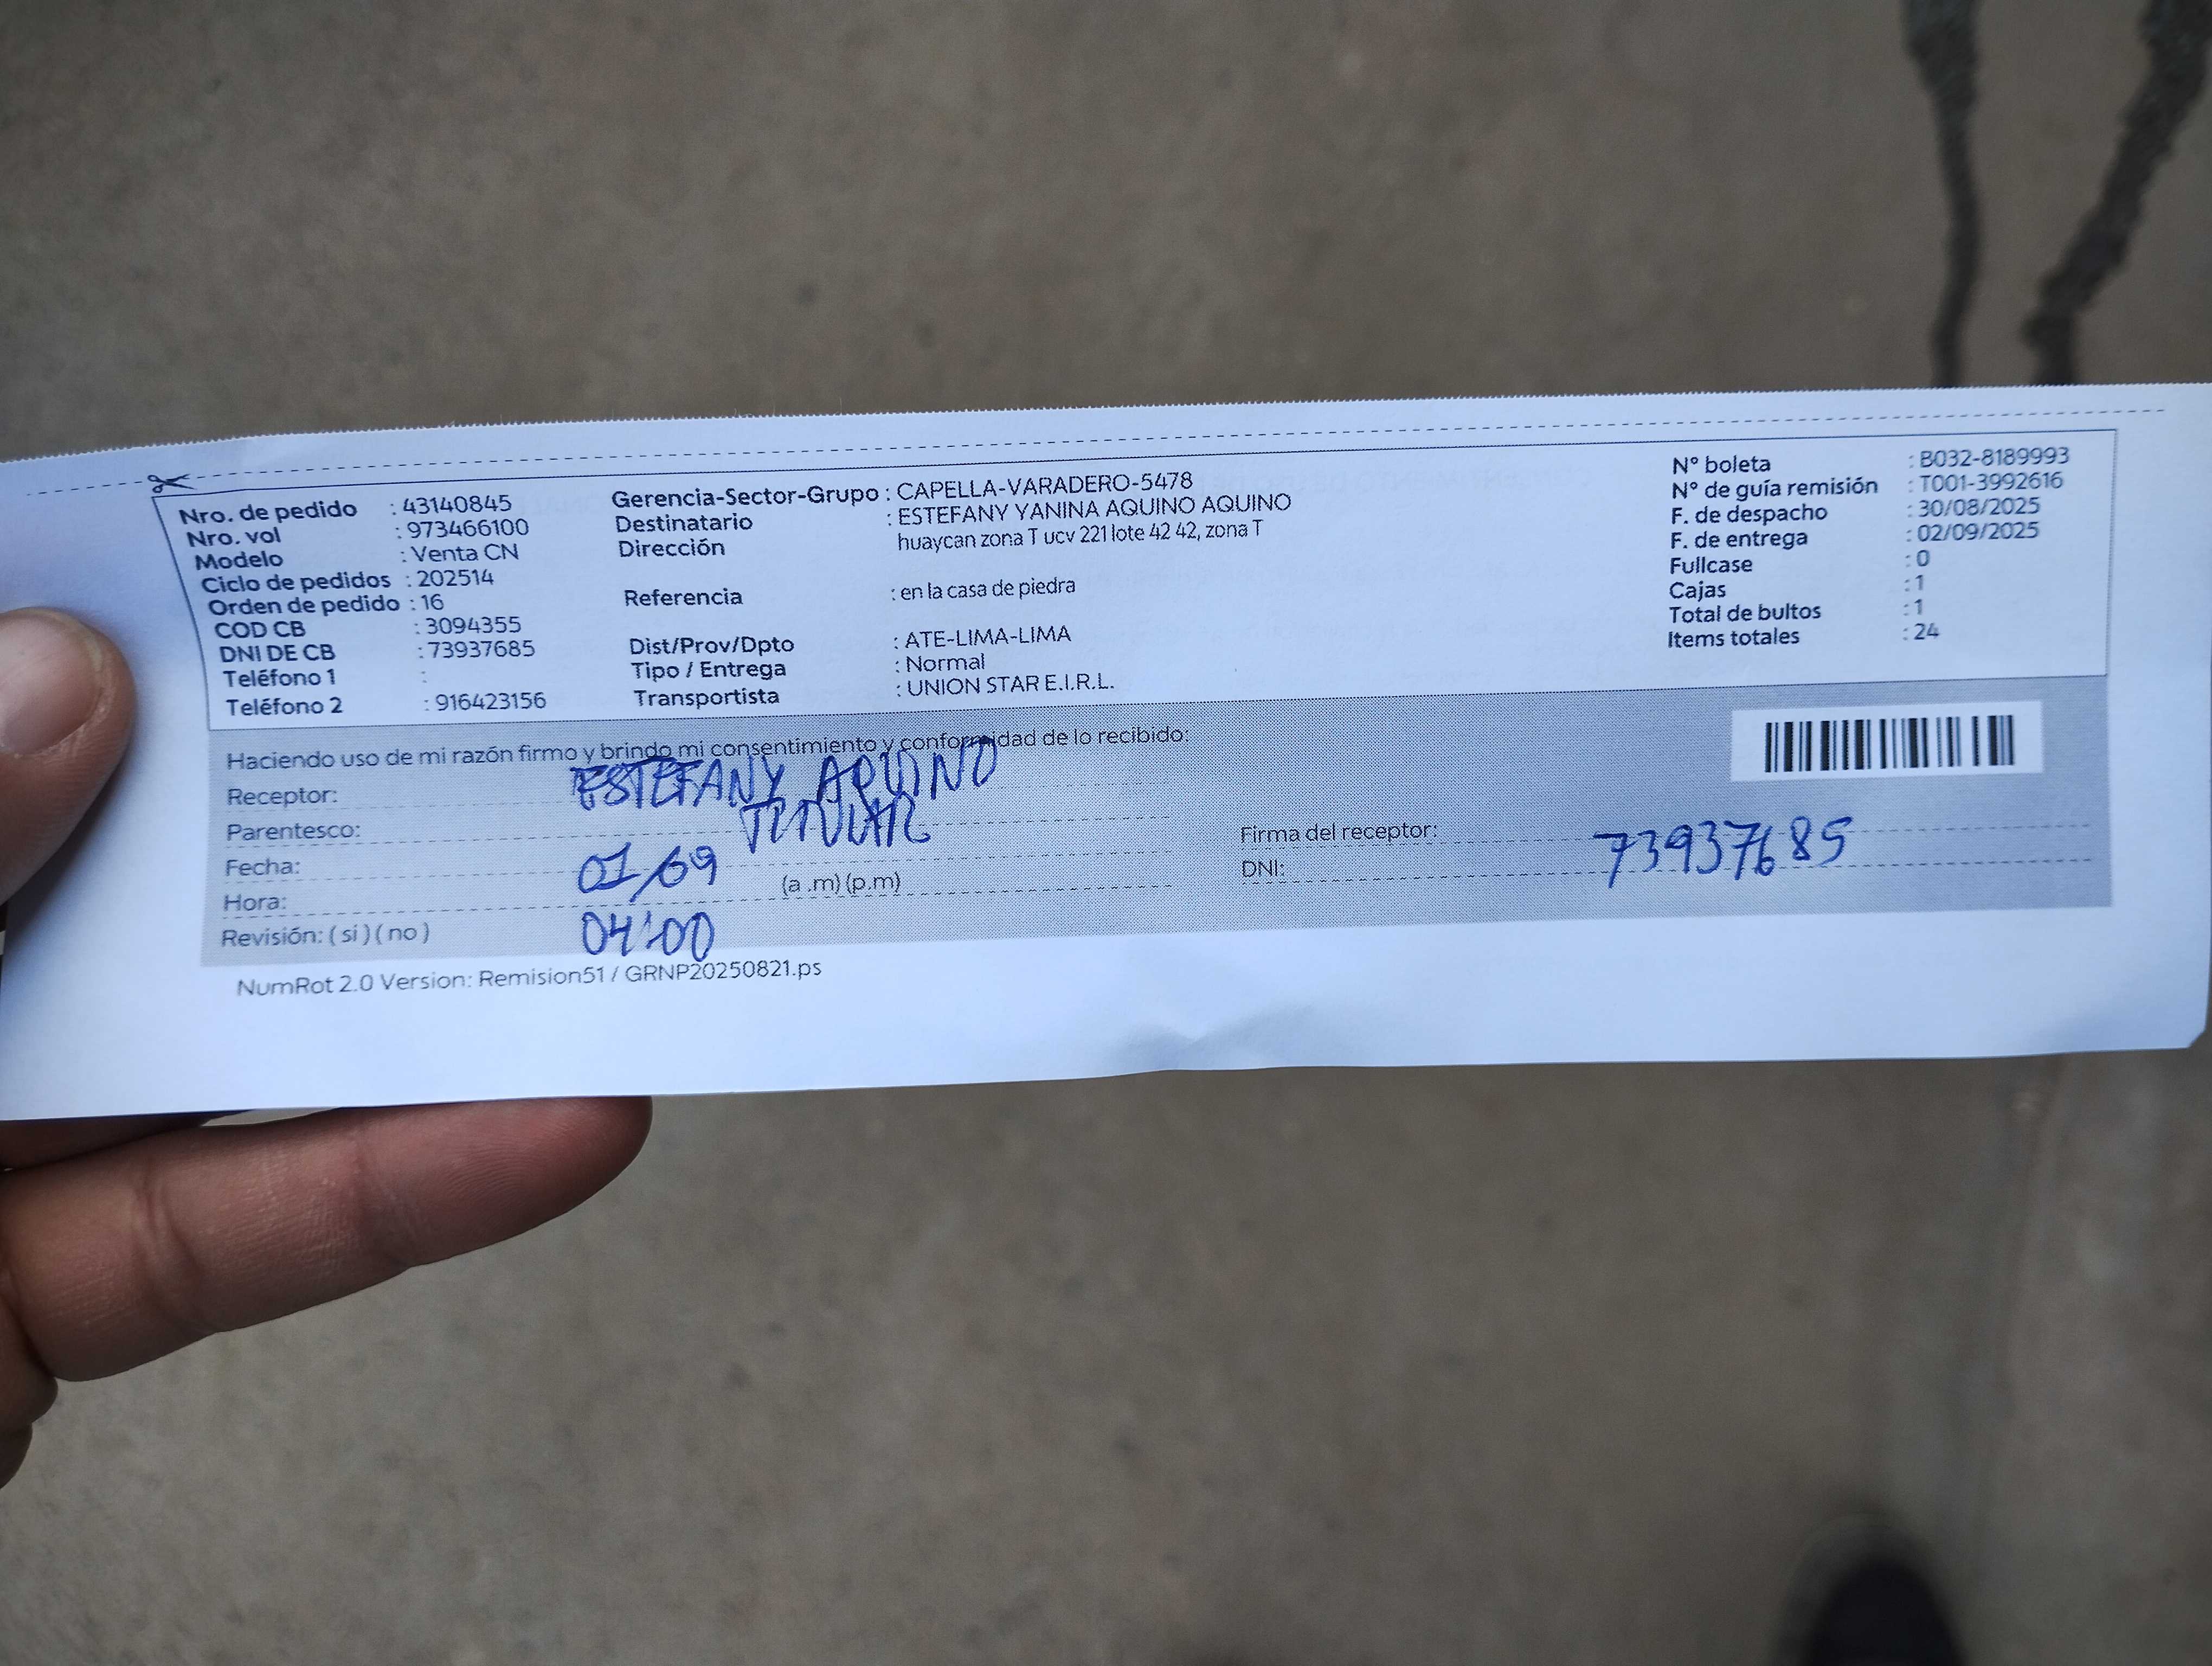 Nro. de pedido : 43140845
Nro. vol : 973466100
Modelo : Venta CN
Ciclo de pedidos : 202514
Orden de pedido : 16
COD CB : 3094355
DNI DE CB : 73937685
Teléfono 1 :
Teléfono 2 : 916423156
Gerencia-Sector-Grupo : CAPELLA-VARADERO-5478
Destinatario : ESTEFANY YANINA AQUINO AQUINO
Dirección huaycan zona T ucv 221 lote 42 42, zona T
Referencia : en la casa de piedra
Dist/Prov/Dpto : ATE-LIMA-LIMA
Tipo / Entrega : Normal
Transportista : UNION STAR E.I.R.L.
N° boleta : B032-8189993
N° de guía remisión : T001-3992616
F. de despacho : 30/08/2025
F. de entrega : 02/09/2025
Fullcase : 0
Cajas : 1
Total de bultos : 1
Items totales : 24
Haciendo uso de mi razón firmo y brindo mi consentimiento y conformidad de lo recibido:
Receptor: ESTEFANY AQUINO
Parentesco: TITULAR
Fecha: 01/09
Hora: (a .m) (p.m)
Revisión: ( si ) ( no ) 04:00
Firma del receptor: 73937685
DNI:
NumRot 2.0 Version: Remision51 / GRNP20250821.ps